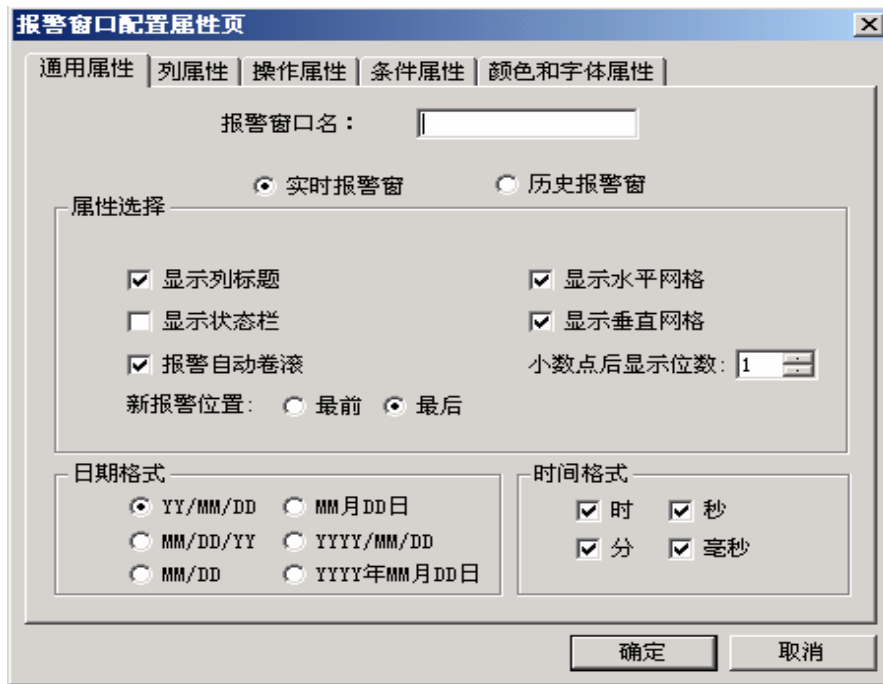 报警窗口配置属性页
通用属性 列属性 操作属性 条件属性 颜色和字体属性
报警窗口名：
实时报警窗 历史报警窗
属性选择
显示列标题 显示水平网格
显示状态栏 显示垂直网格
报警自动卷滚 小数点后显示位数: 1
新报警位置: 最前 最后
日期格式 时间格式
YY/MM/DD MM月DD日 时 秒
MM/DD/YY YYYY/MM/DD 分 毫秒
MM/DD YYYY年MM月DD日
确定 取消